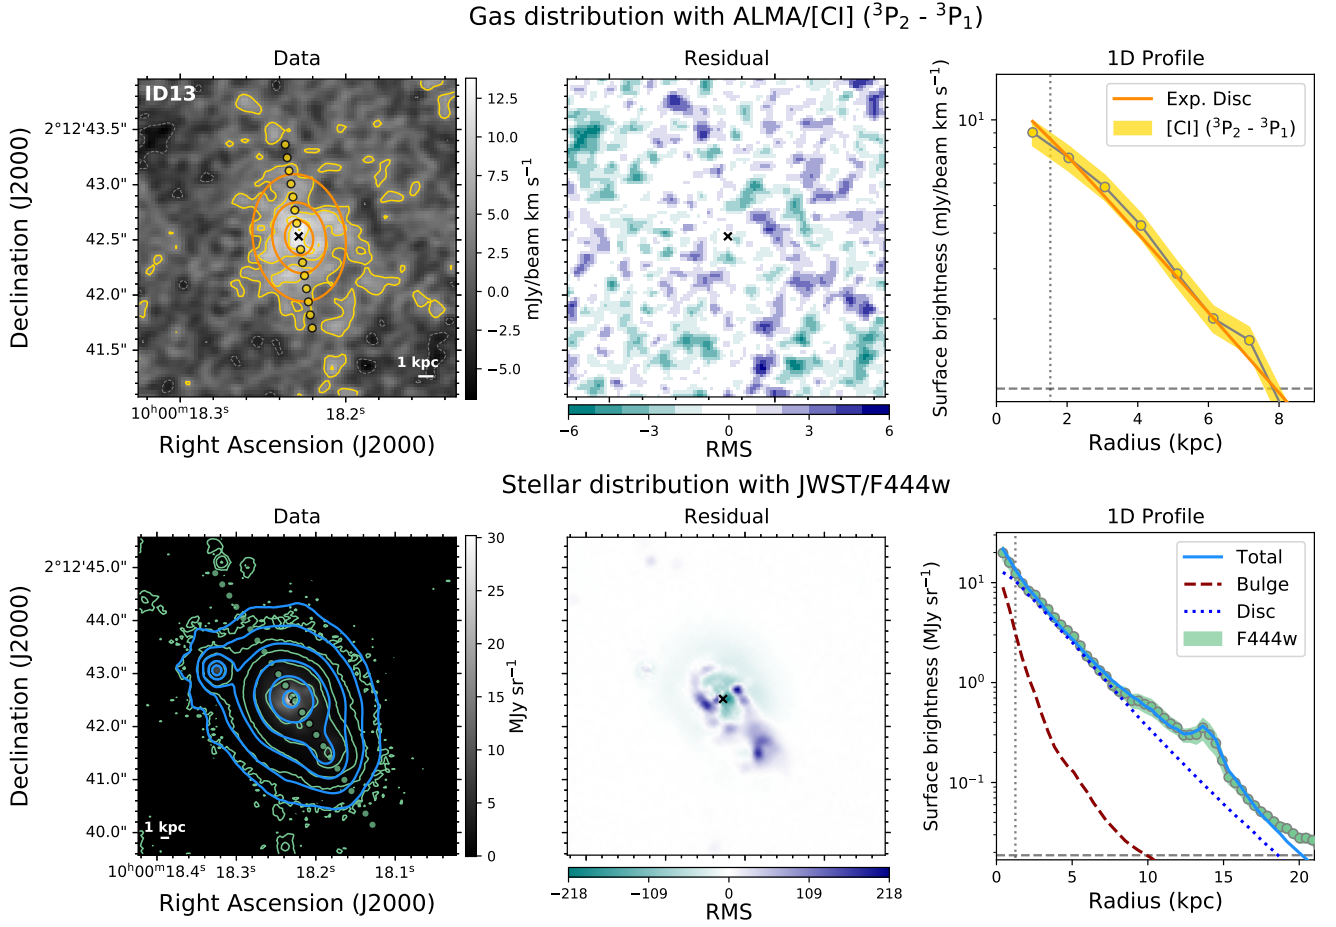 Gas distribution with ALMA/[CI] (³P₂ - ³P₁)
Data
Residual
1D Profile
ID13
Declination (J2000)
2°12'43.5"
43.0"
42.5"
42.0"
41.5"
1 kpc
10ʰ00ᵐ18.3ˢ
18.2ˢ
Right Ascension (J2000)
12.5
10.0
7.5
5.0
2.5
0.0
−2.5
−5.0
mJy/beam km s⁻¹
−6
−3
0
3
6
RMS
Surface brightness (mJy/beam km s⁻¹)
10¹
Exp. Disc
[CI] (³P₂ - ³P₁)
0
2
4
6
8
Radius (kpc)
Stellar distribution with JWST/F444w
Data
Residual
1D Profile
Declination (J2000)
2°12'45.0"
44.0"
43.0"
42.0"
41.0"
40.0"
1 kpc
10ʰ00ᵐ18.4ˢ
18.3ˢ
18.2ˢ
18.1ˢ
Right Ascension (J2000)
30
25
20
15
10
5
0
MJy sr⁻¹
−218
−109
0
109
218
RMS
Surface brightness (MJy sr⁻¹)
10¹
10⁰
10⁻¹
Total
Bulge
Disc
F444w
0
5
10
15
20
Radius (kpc)